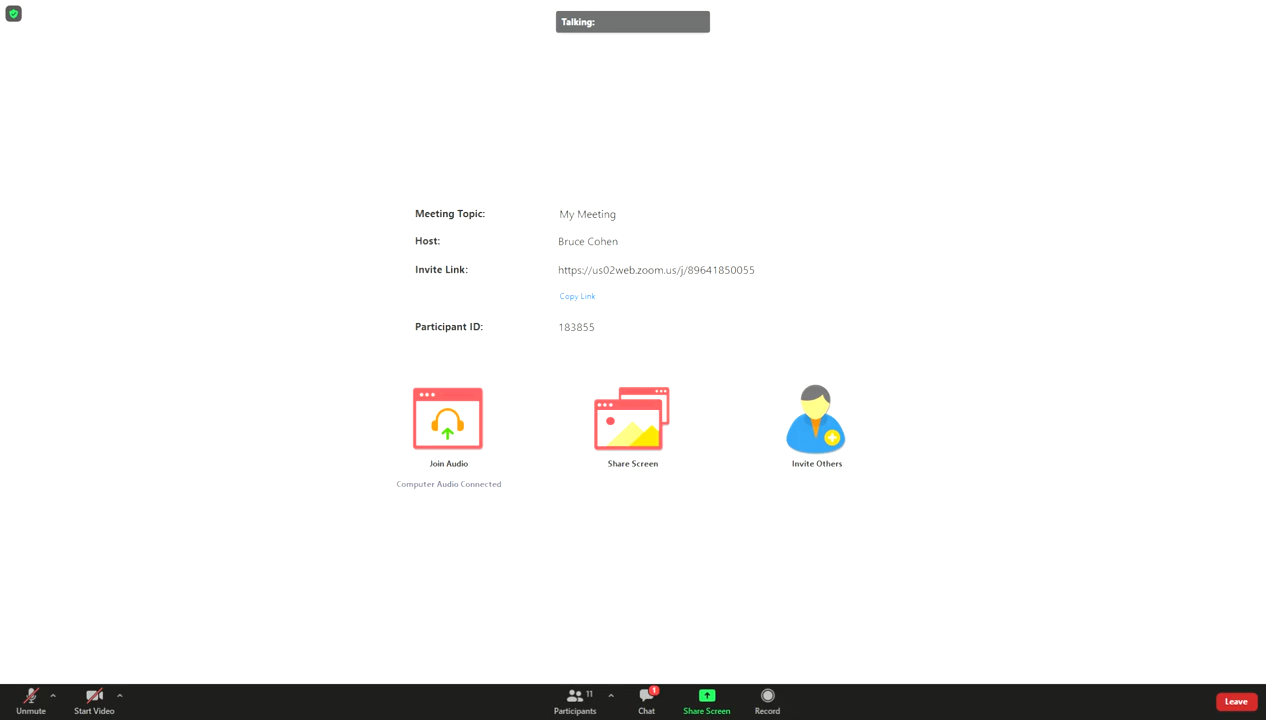 Talking:
Meeting Topic: My Meeting
Host: Bruce Cohen
Invite Link: https://us02web.zoom.us/j/89641850055
Copy Link
Participant ID: 183855
Join Audio Share Screen Invite Others
Computer Audio Connected
11 1
Unmute Start Video Participants Chat Share Screen Record Leave